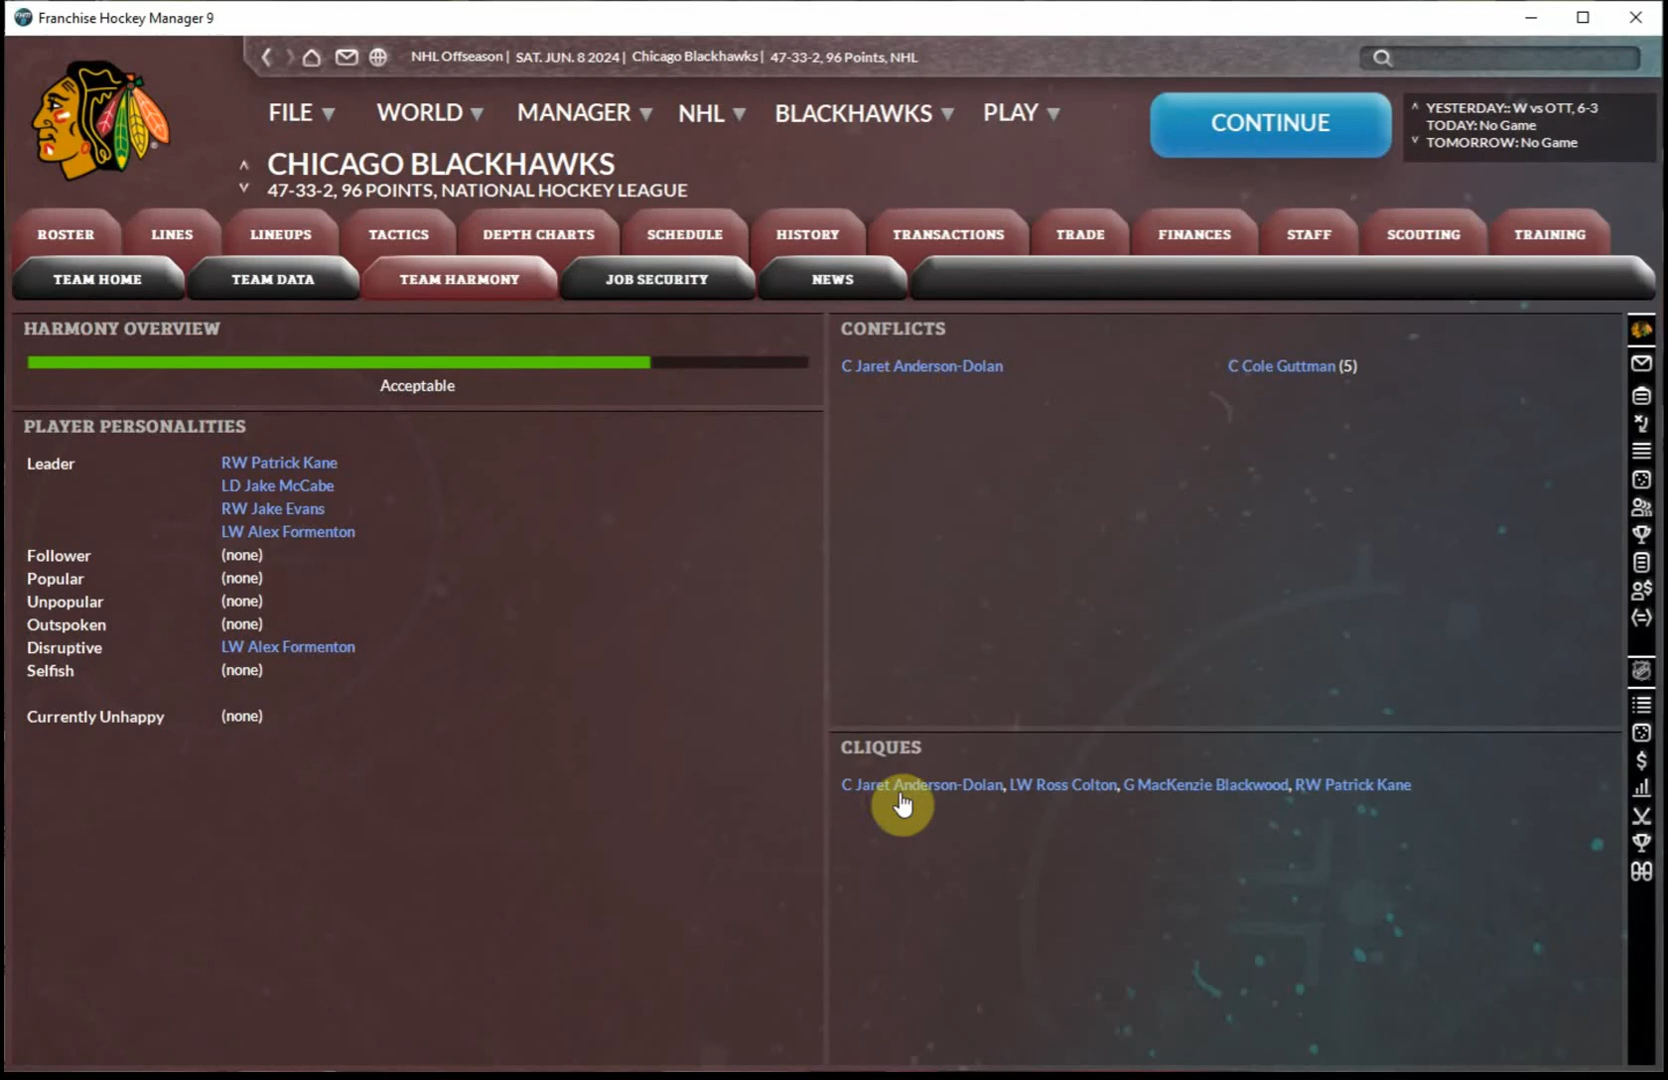 Franchise Hockey Manager 9
NHL Offseason | SAT. JUN. 8 2024 | Chicago Blackhawks | 47-33-2, 96 Points, NHL
FILE WORLD MANAGER NHL BLACKHAWKS PLAY
CONTINUE
YESTERDAY:: W vs OTT, 6-3
TODAY: No Game
TOMORROW: No Game
CHICAGO BLACKHAWKS
47-33-2, 96 POINTS, NATIONAL HOCKEY LEAGUE
ROSTER LINES LINEUPS TACTICS DEPTH CHARTS SCHEDULE HISTORY TRANSACTIONS TRADE FINANCES STAFF SCOUTING TRAINING
TEAM HOME TEAM DATA TEAM HARMONY JOB SECURITY NEWS
HARMONY OVERVIEW
Acceptable
PLAYER PERSONALITIES
Leader RW Patrick Kane
LD Jake McCabe
RW Jake Evans
LW Alex Formenton
Follower (none)
Popular (none)
Unpopular (none)
Outspoken (none)
Disruptive LW Alex Formenton
Selfish (none)
Currently Unhappy (none)
CONFLICTS
C Jaret Anderson-Dolan C Cole Guttman (5)
CLIQUES
C Jaret Anderson-Dolan, LW Ross Colton, G MacKenzie Blackwood, RW Patrick Kane